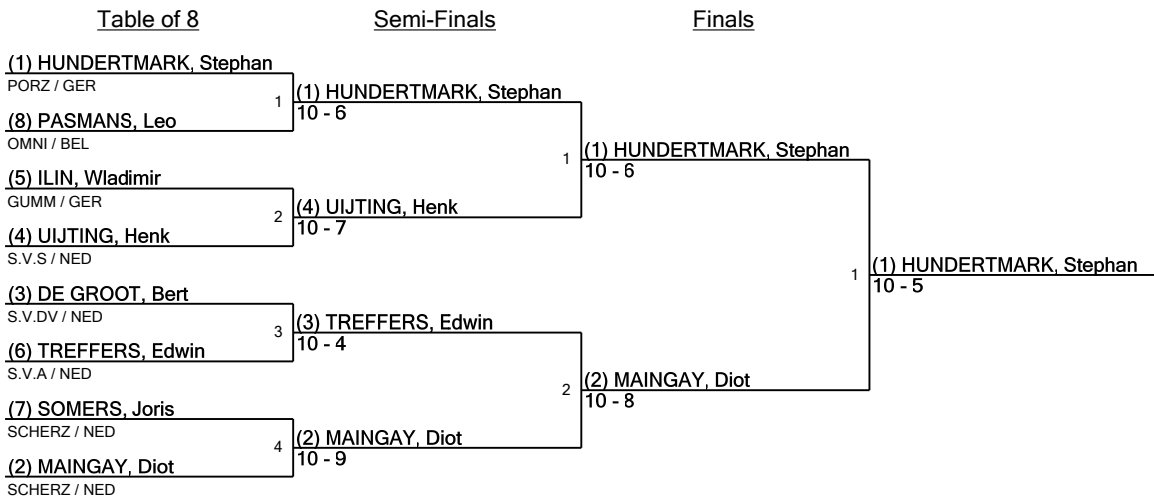 Table of 8
Semi-Finals
Finals
(1) HUNDERTMARK, Stephan
PORZ / GER
1
(8) PASMANS, Leo
OMNI / BEL
(5) ILIN, Wladimir
GUMM / GER
2
(4) UIJTING, Henk
S.V.S / NED
(3) DE GROOT, Bert
S.V.DV / NED
3
(6) TREFFERS, Edwin
S.V.A / NED
(7) SOMERS, Joris
SCHERZ / NED
4
(2) MAINGAY, Diot
SCHERZ / NED
(1) HUNDERTMARK, Stephan
10 - 6
1
(4) UIJTING, Henk
10 - 7
(3) TREFFERS, Edwin
10 - 4
2
(2) MAINGAY, Diot
10 - 9
(1) HUNDERTMARK, Stephan
10 - 6
1
(2) MAINGAY, Diot
10 - 8
(1) HUNDERTMARK, Stephan
10 - 5